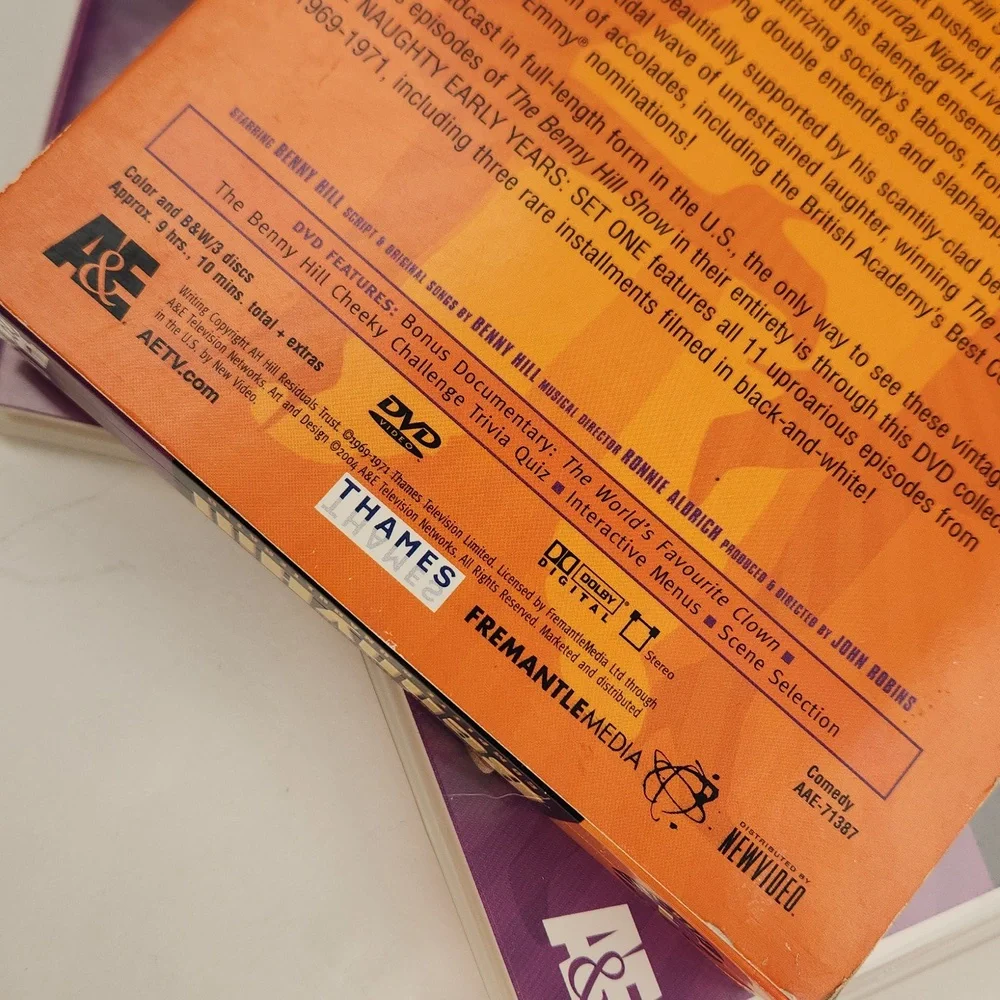 Hill S
that pushed t
and his talented ensemble
Saturday Night Live
satirizing society's taboos, fro
ng double entendres and slaphapp
beautifully supported by his scantily-clad be
tidal wave of unrestrained laughter, winning The
n of accolades, including the British Academy's Best C
Emmy® nominations!
adcast in full-length form in the U.S., the only way to see these vintag
s episodes of The Benny Hill Show in their entirety is through this DVD collec
E NAUGHTY EARLY YEARS: SET ONE features all 11 uproarious episodes from
1969-1971, including three rare installments filmed in black-and-white!
STARRING BENNY HILL SCRIPT & ORIGINAL SONGS BY BENNY HILL MUSICAL DIRECTOR RONNIE ALDRICH PRODUCED & DIRECTED BY JOHN ROBINS
DVD FEATURES: Bonus Documentary: The World's Favourite Clown ■
The Benny Hill Cheeky Challenge Trivia Quiz ■ Interactive Menus ■ Scene Selection
Color and B&W/3 discs
Approx. 9 hrs., 10 mins. total + extras
A&E
AETV.com
Writing Copyright AH Hill Residuals Trust. ©1969-1971 Thames Television Limited. Licensed by FremantleMedia Ltd through
A&E Television Networks. Art and Design ©2004 A&E Television Networks. All Rights Reserved. Marketed and distributed
in the U.S. by New Video.
DVD
VIDEO
THAMES
DOLBY
DIGITAL
Stereo
FREMANTLEMEDIA
Comedy
AAE-71387
DISTRIBUTED BY
NEWVIDEO
A&E